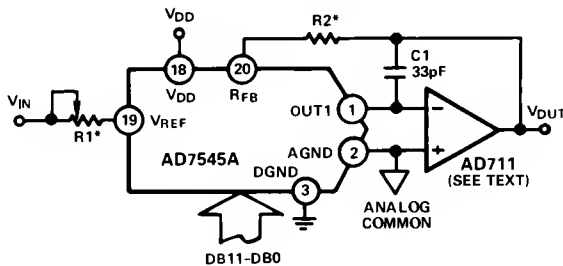 VDD
R2*
C1
33pF
18
20
VDD
RFB
VIN
R1*
19
VREF
OUT1
1
AD7545A
AGND
2
DGND
3
−
+
VOUT
AD711
(SEE TEXT)
ANALOG
COMMON
DB11-DB0